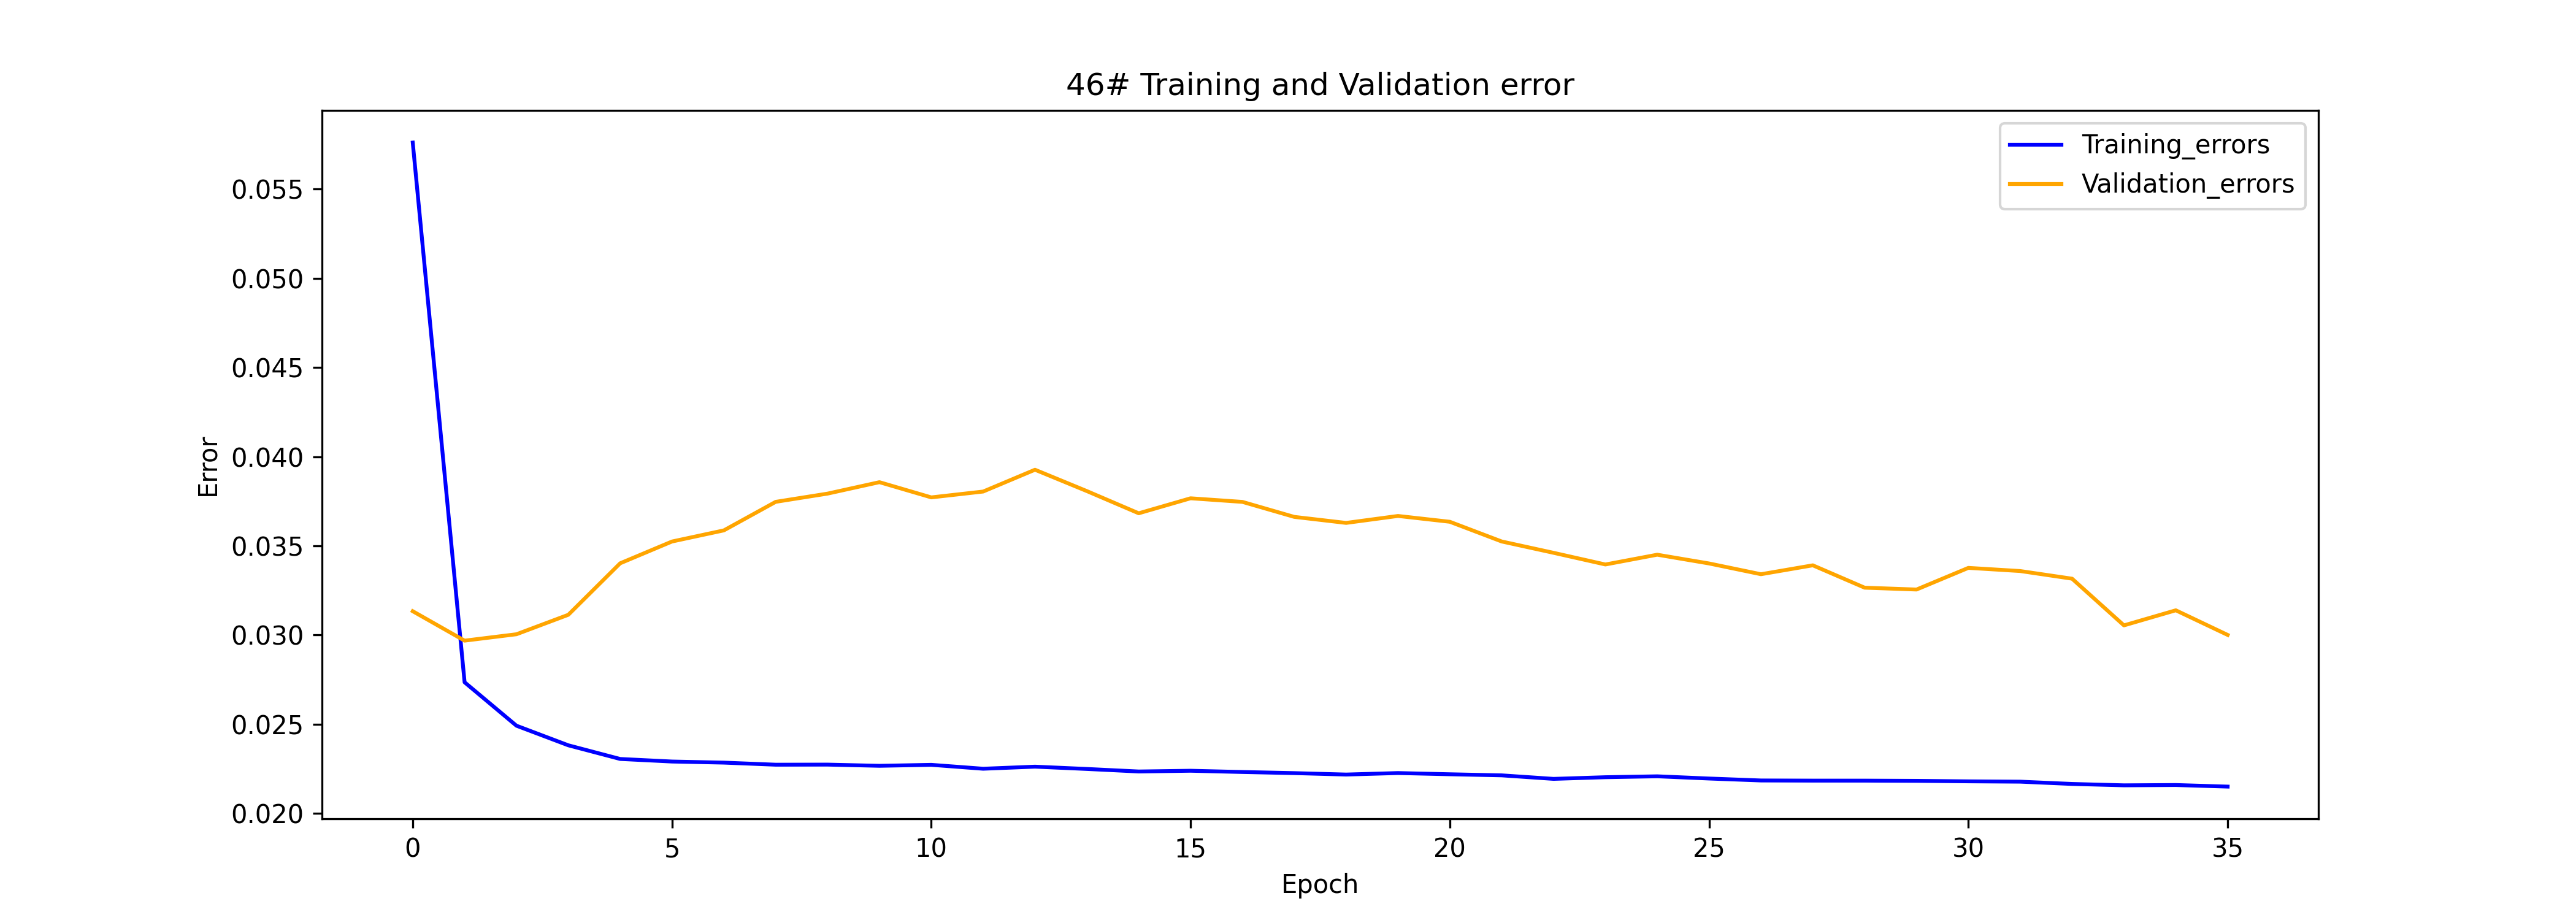 46# Training and Validation error
Training_errors
Validation_errors
0.055
0.050
0.045
0.040
0.035
0.030
0.025
0.020
Error
0 5 10 15 20 25 30 35
Epoch